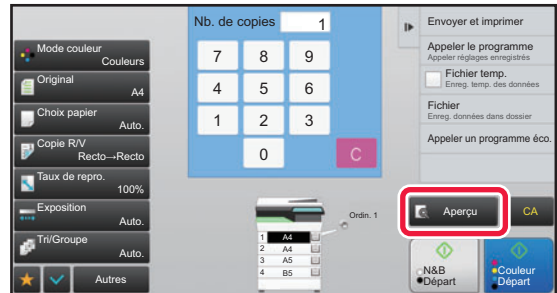 Mode couleur
Couleurs
Original
A4
Choix papier
Auto.
Copie R/V
Recto→Recto
Taux de repro.
100%
Exposition
Auto.
Tri/Groupe
Auto.
Autres
Nb. de copies 1
7 8 9
4 5 6
1 2 3
0 C
Ordin. 1
1 A4
2 A4
3 A5
4 B5
Envoyer et imprimer
Appeler le programme
Appeler réglages enregistrés
Fichier temp.
Enreg. temp. des données
Fichier
Enreg. données dans dossier
Appeler un programme éco.
Aperçu
CA
N&B
Départ
Couleur
Départ